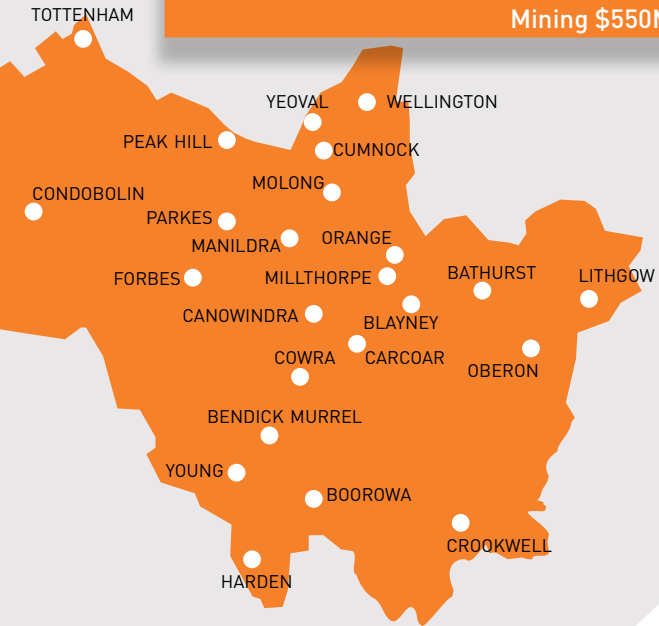 TOTTENHAM
Mining $550M
YEOVAL
WELLINGTON
PEAK HILL
CUMNOCK
MOLONG
CONDOBOLIN
PARKES
MANILDRA
ORANGE
FORBES
MILLTHORPE
BATHURST
LITHGOW
CANOWINDRA
BLAYNEY
COWRA
CARCOAR
OBERON
BENDICK MURREL
YOUNG
BOOROWA
CROOKWELL
HARDEN